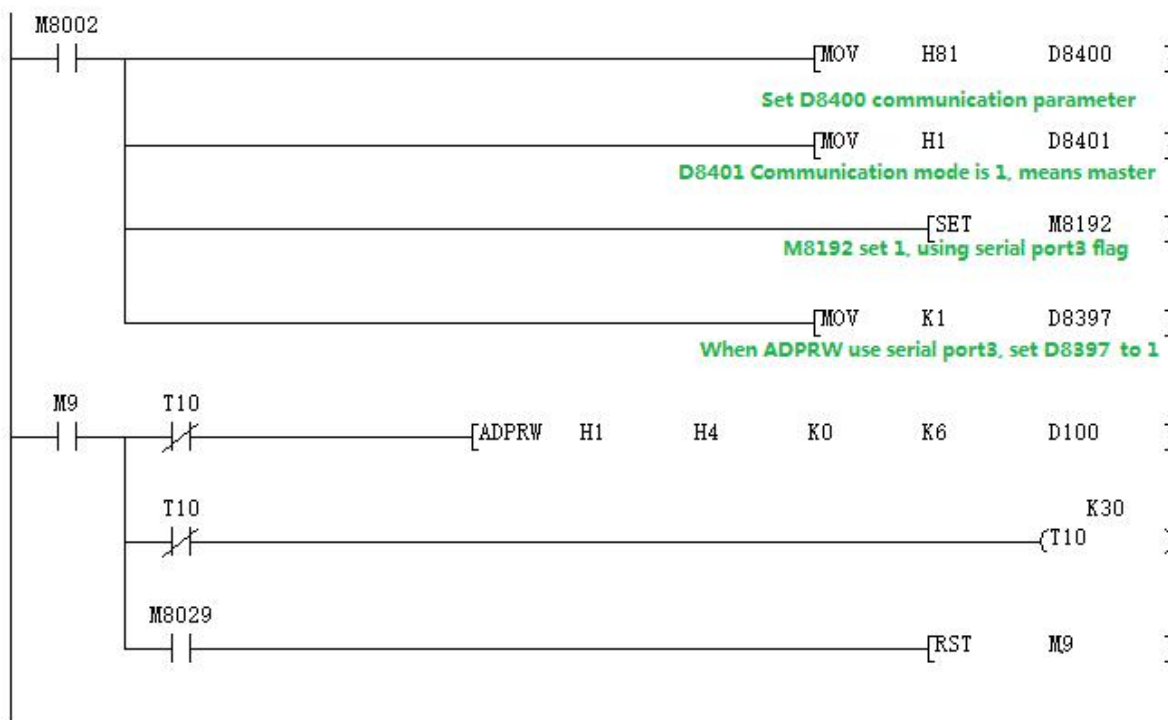 M8002
[MOV H81 D8400 ]
Set D8400 communication parameter
[MOV H1 D8401 ]
D8401 Communication mode is 1, means master
[SET M8192 ]
M8192 set 1, using serial port3 flag
[MOV K1 D8397 ]
When ADPRW use serial port3, set D8397 to 1
M9 T10
[ADPRW H1 H4 K0 K6 D100 ]
T10 K30
(T10 )
M8029
[RST M9 ]